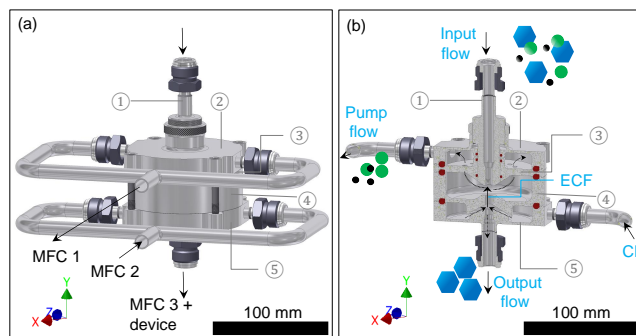 (a)
①
②
③
④
MFC 1
MFC 2
⑤
MFC 3 +
device
Y
Z
X
100 mm
(b)
Input
flow
①
②
Pump
flow
③
ECF
④
⑤
Output
flow
Y
Z
X
100 mm